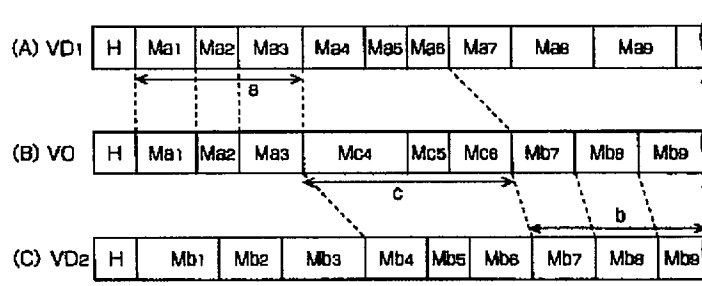 (A) VD1 H Ma1 Ma2 Ma3 Ma4 Ma5 Ma6 Ma7 Ma8 Ma9
a
(B) VO H Ma1 Ma2 Ma3 Mc4 Mc5 Mc6 Mb7 Mb8 Mb9
c
b
(C) VD2 H Mb1 Mb2 Mb3 Mb4 Mb5 Mb6 Mb7 Mb8 Mb9